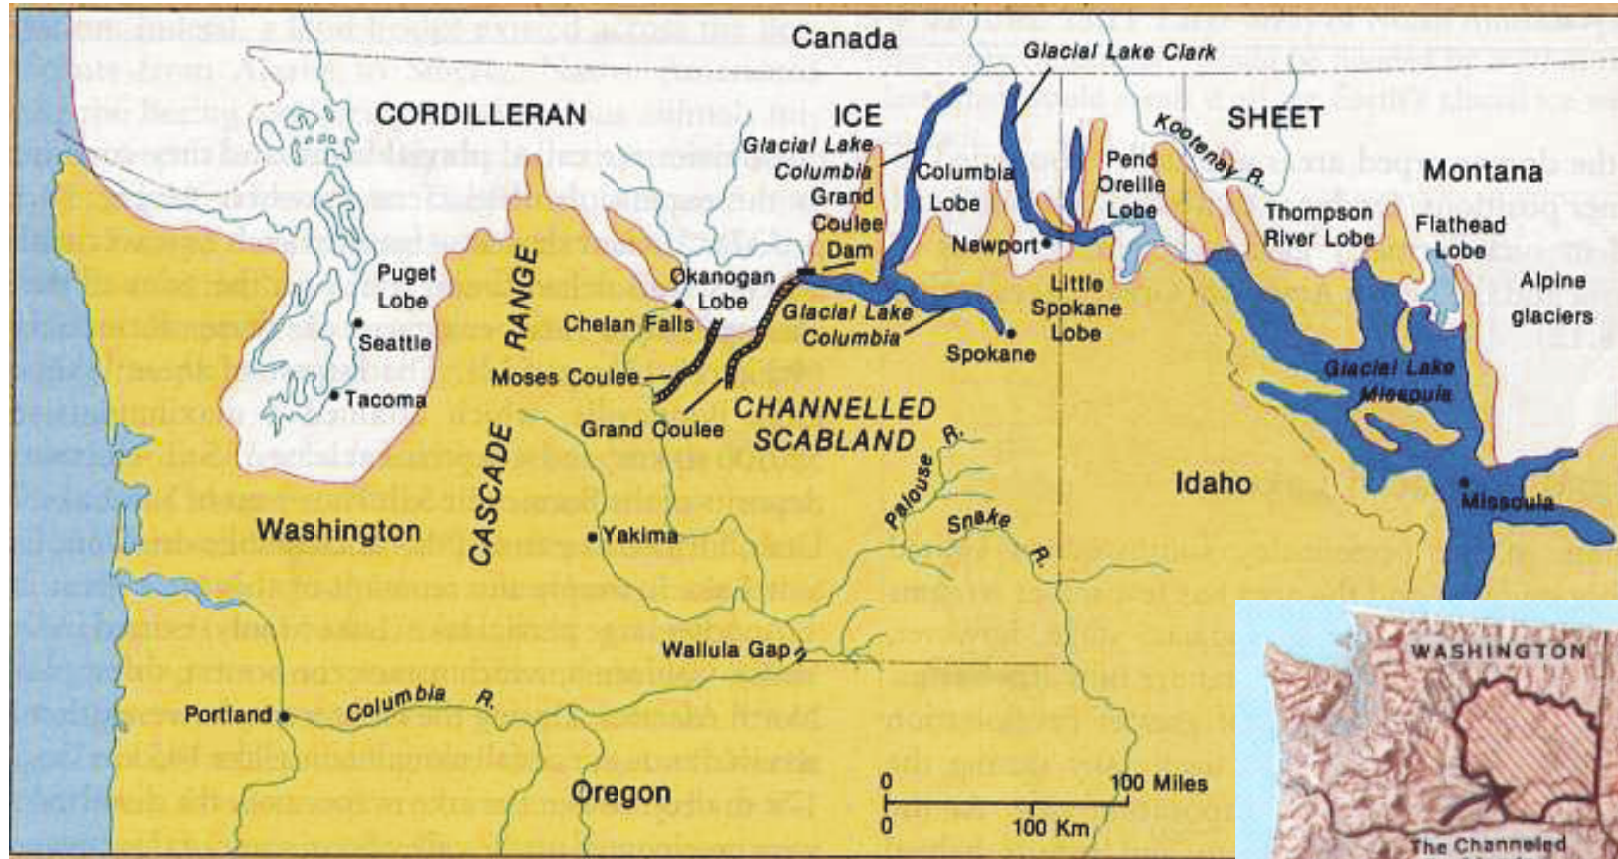 Canada
Glacial Lake Clark
CORDILLERAN
ICE
SHEET
Glacial Lake
Columbia
Grand
Coulee
Dam
Columbia
Lobe
Pend
Oreille
Lobe
Kootenay R.
Montana
Thompson
River Lobe
Flathead
Lobe
Newport
Puget
Lobe
Okanogan
Lobe
Little
Spokane
Lobe
Alpine
glaciers
Chelan Falls
Glacial Lake
Columbia
Seattle
Spokane
CASCADE RANGE
Moses Coulee
Glacial Lake
Missoula
Tacoma
Grand Coulee
CHANNELLED
SCABLAND
Palouse R.
Idaho
Missoula
Washington
Yakima
Snake R.
Wallula Gap
WASHINGTON
Portland
Columbia R.
Oregon
0 100 Miles
0 100 Km
The Channeled